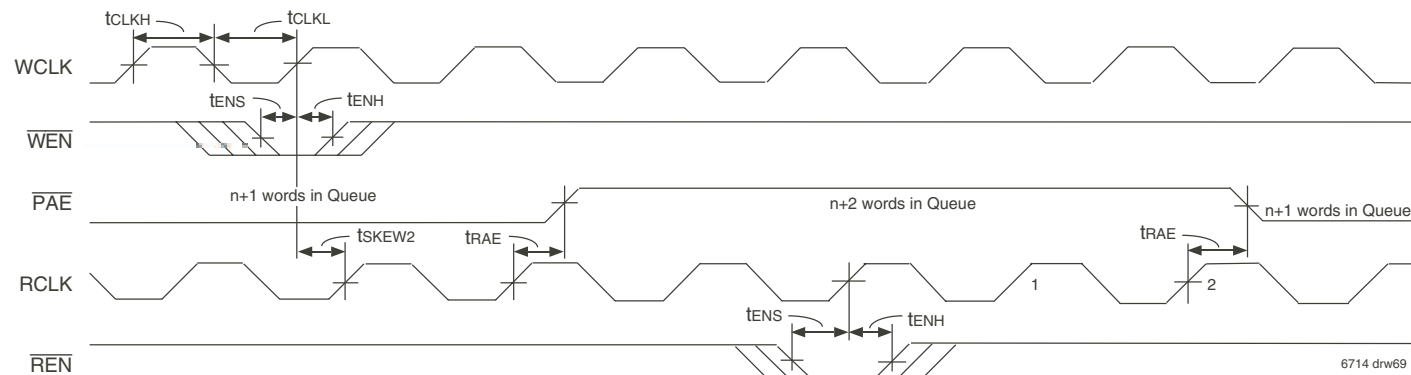 tCLKH
tCLKL
WCLK
tENS
tENH
WEN
n+1 words in Queue
PAE
n+2 words in Queue
n+1 words in Queue
tSKEW2
tRAE
tRAE
RCLK
1
2
tENS
tENH
REN
6714 drw69